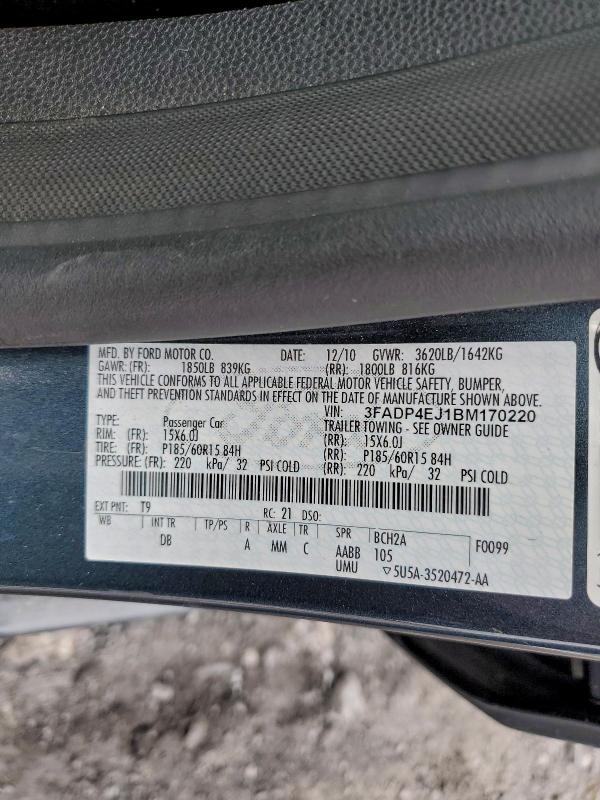 MFD. BY FORD MOTOR CO. DATE: 12/10 GVWR: 3620LB/1642KG
GAWR: (FR): 1850LB 839KG (RR): 1800LB 816KG
THIS VEHICLE CONFORMS TO ALL APPLICABLE FEDERAL MOTOR VEHICLE SAFETY, BUMPER,
AND THEFT PREVENTION STANDARDS IN EFFECT ON THE DATE OF MANUFACTURE SHOWN ABOVE.
VIN: 3FADP4EJ1BM170220
TYPE: Passenger Car TRAILER TOWING - SEE OWNER GUIDE
RIM: (FR): 15X6.0J (RR): 15X6.0J
TIRE: (FR): P185/60R15 84H (RR): P185/60R15 84H
PRESSURE: (FR): 220 kPa/ 32 PSI COLD (RR): 220 kPa/ 32 PSI COLD
EXT PNT: T9 RC: 21 DSO:
WB INT TR TP/PS R AXLE TR SPR BCH2A F0099
DB A MM C AABB 105
UMU ▽5U5A-3520472-AA